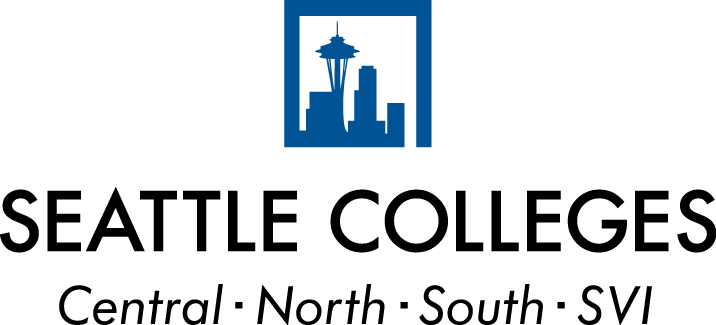 SEATTLE COLLEGES
Central · North · South · SVI